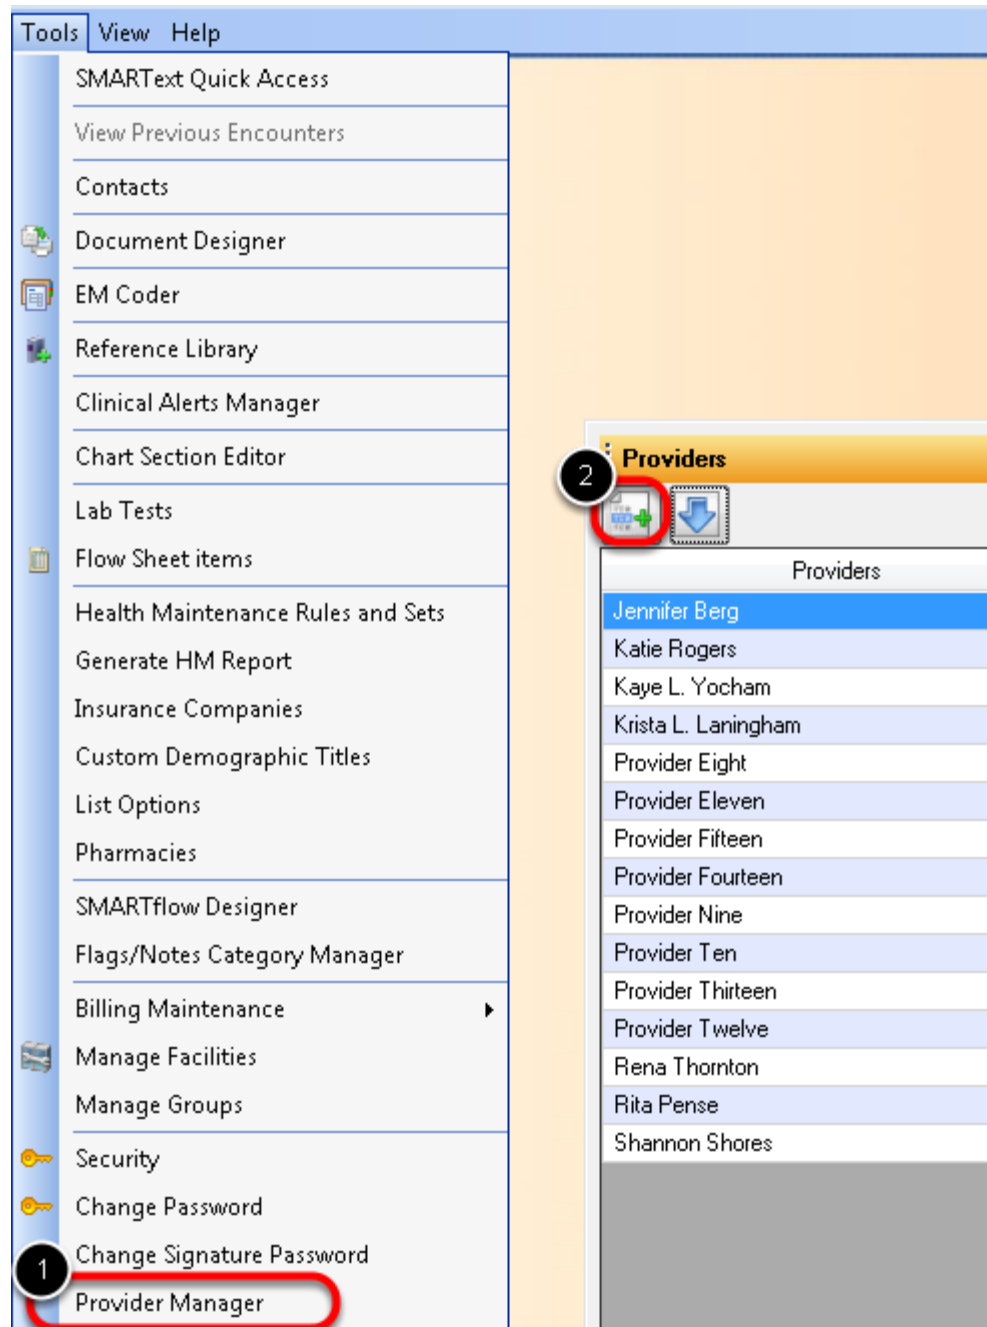 Tools View Help
SMARText Quick Access
View Previous Encounters
Contacts
Document Designer
EM Coder
Reference Library
Clinical Alerts Manager
Chart Section Editor
Lab Tests
Flow Sheet items
Health Maintenance Rules and Sets
Generate HM Report
Insurance Companies
Custom Demographic Titles
List Options
Pharmacies
SMARTflow Designer
Flags/Notes Category Manager
Billing Maintenance
Manage Facilities
Manage Groups
Security
Change Password
Change Signature Password
1
Provider Manager
Providers
2
Providers
Jennifer Berg
Katie Rogers
Kaye L. Yocham
Krista L. Laningham
Provider Eight
Provider Eleven
Provider Fifteen
Provider Fourteen
Provider Nine
Provider Ten
Provider Thirteen
Provider Twelve
Rena Thornton
Rita Pense
Shannon Shores